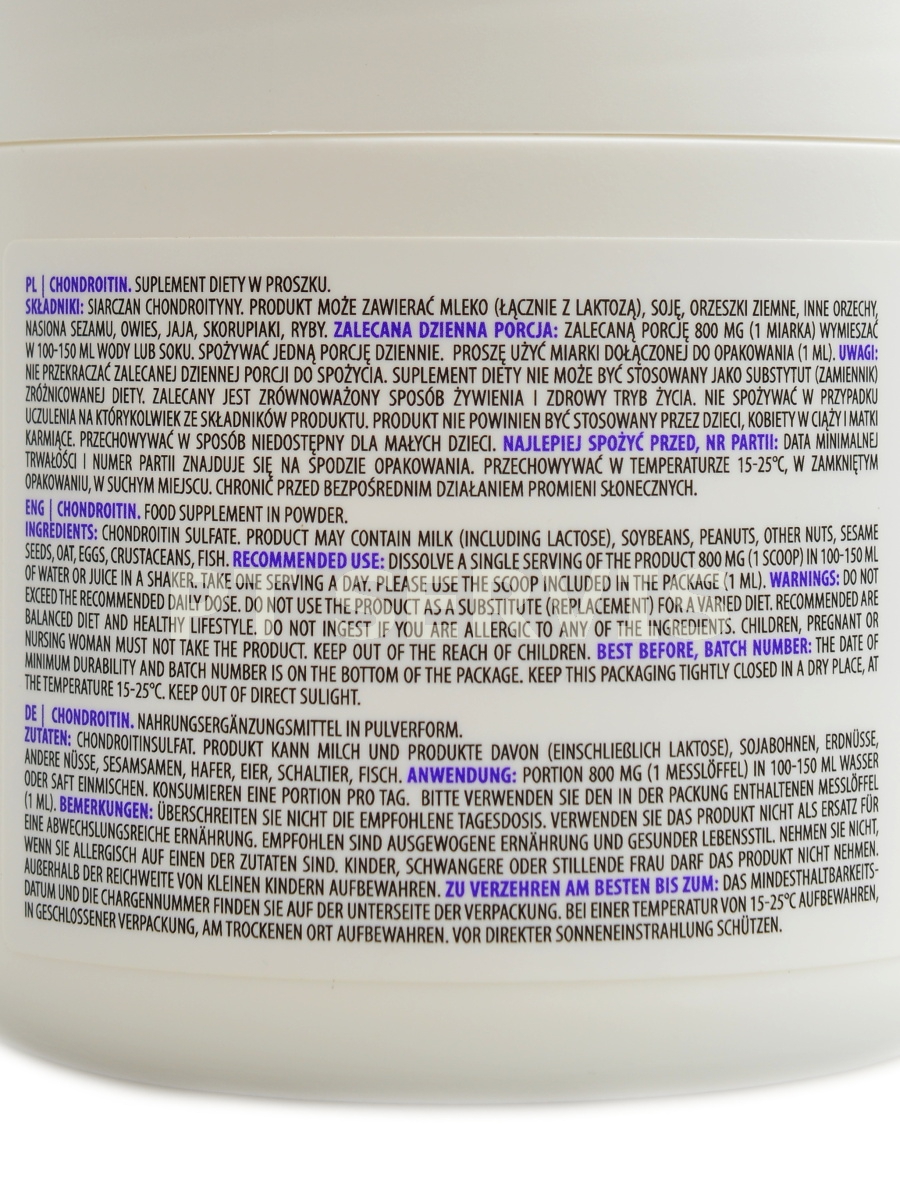 PL | CHONDROITIN. SUPLEMENT DIETY W PROSZKU.
SKŁADNIKI: SIARCZAN CHONDROITYNY. PRODUKT MOŻE ZAWIERAĆ MLEKO (ŁĄCZNIE Z LAKTOZĄ), SOJĘ, ORZESZKI ZIEMNE, INNE ORZECHY,
NASIONA SEZAMU, OWIES, JAJA, SKORUPIAKI, RYBY. ZALECANA DZIENNA PORCJA: ZALECANĄ PORCJĘ 800 MG (1 MIARKA) WYMIESZAĆ
W 100-150 ML WODY LUB SOKU. SPOŻYWAĆ JEDNĄ PORCJĘ DZIENNIE. PROSZĘ UŻYĆ MIARKI DOŁĄCZONEJ DO OPAKOWANIA (1 ML). UWAGI:
NIE PRZEKRACZAĆ ZALECANEJ DZIENNEJ PORCJI DO SPOŻYCIA. SUPLEMENT DIETY NIE MOŻE BYĆ STOSOWANY JAKO SUBSTYTUT (ZAMIENNIK)
ZRÓŻNICOWANEJ DIETY. ZALECANY JEST ZRÓWNOWAŻONY SPOSÓB ŻYWIENIA I ZDROWY TRYB ŻYCIA. NIE SPOŻYWAĆ W PRZYPADKU
UCZULENIA NA KTÓRYKOLWIEK ZE SKŁADNIKÓW PRODUKTU. PRODUKT NIE POWINIEN BYĆ STOSOWANY PRZEZ DZIECI, KOBIETY W CIĄŻY I MATKI
KARMIĄCE. PRZECHOWYWAĆ W SPOSÓB NIEDOSTĘPNY DLA MAŁYCH DZIECI. NAJLEPIEJ SPOŻYĆ PRZED, NR PARTII: DATA MINIMALNEJ
TRWAŁOŚCI I NUMER PARTII ZNAJDUJE SIĘ NA SPODZIE OPAKOWANIA. PRZECHOWYWAĆ W TEMPERATURZE 15-25°C, W ZAMKNIĘTYM
OPAKOWANIU, W SUCHYM MIEJSCU. CHRONIĆ PRZED BEZPOŚREDNIM DZIAŁANIEM PROMIENI SŁONECZNYCH.
ENG | CHONDROITIN. FOOD SUPPLEMENT IN POWDER.
INGREDIENTS: CHONDROITIN SULFATE. PRODUCT MAY CONTAIN MILK (INCLUDING LACTOSE), SOYBEANS, PEANUTS, OTHER NUTS, SESAME
SEEDS, OAT, EGGS, CRUSTACEANS, FISH. RECOMMENDED USE: DISSOLVE A SINGLE SERVING OF THE PRODUCT 800 MG (1 SCOOP) IN 100-150 ML
OF WATER OR JUICE IN A SHAKER. TAKE ONE SERVING A DAY. PLEASE USE THE SCOOP INCLUDED IN THE PACKAGE (1 ML). WARNINGS: DO NOT
EXCEED THE RECOMMENDED DAILY DOSE. DO NOT USE THE PRODUCT AS A SUBSTITUTE (REPLACEMENT) FOR A VARIED DIET. RECOMMENDED ARE
BALANCED DIET AND HEALTHY LIFESTYLE. DO NOT INGEST IF YOU ARE ALLERGIC TO ANY OF THE INGREDIENTS. CHILDREN, PREGNANT OR
NURSING WOMAN MUST NOT TAKE THE PRODUCT. KEEP OUT OF THE REACH OF CHILDREN. BEST BEFORE, BATCH NUMBER: THE DATE OF
MINIMUM DURABILITY AND BATCH NUMBER IS ON THE BOTTOM OF THE PACKAGE. KEEP THIS PACKAGING TIGHTLY CLOSED IN A DRY PLACE, AT
THE TEMPERATURE 15-25°C. KEEP OUT OF DIRECT SULIGHT.
DE | CHONDROITIN. NAHRUNGSERGÄNZUNGSMITTEL IN PULVERFORM.
ZUTATEN: CHONDROITINSULFAT. PRODUKT KANN MILCH UND PRODUKTE DAVON (EINSCHLIEßLICH LAKTOSE), SOJABOHNEN, ERDNÜSSE,
ANDERE NÜSSE, SESAMSAMEN, HAFER, EIER, SCHALTIER, FISCH. ANWENDUNG: PORTION 800 MG (1 MESSLÖFFEL) IN 100-150 ML WASSER
ODER SAFT EINMISCHEN. KONSUMIEREN EINE PORTION PRO TAG. BITTE VERWENDEN SIE DEN IN DER PACKUNG ENTHALTENEN MESSLÖFFEL
(1 ML). BEMERKUNGEN: ÜBERSCHREITEN SIE NICHT DIE EMPFOHLENE TAGESDOSIS. VERWENDEN SIE DAS PRODUKT NICHT ALS ERSATZ FÜR
EINE ABWECHSLUNGSREICHE ERNÄHRUNG. EMPFOHLEN SIND AUSGEWOGENE ERNÄHRUNG UND GESUNDER LEBENSSTIL. NEHMEN SIE NICHT,
WENN SIE ALLERGISCH AUF EINEN DER ZUTATEN SIND. KINDER, SCHWANGERE ODER STILLENDE FRAU DARF DAS PRODUKT NICHT NEHMEN.
AUßERHALB DER REICHWEITE VON KLEINEN KINDERN AUFBEWAHREN. ZU VERZEHREN AM BESTEN BIS ZUM: DAS MINDESTHALTBARKEITS-
DATUM UND DIE CHARGENNUMMER FINDEN SIE AUF DER UNTERSEITE DER VERPACKUNG. BEI EINER TEMPERATUR VON 15-25°C AUFBEWAHREN,
IN GESCHLOSSENER VERPACKUNG, AM TROCKENEN ORT AUFBEWAHREN. VOR DIREKTER SONNENEINSTRAHLUNG SCHÜTZEN.